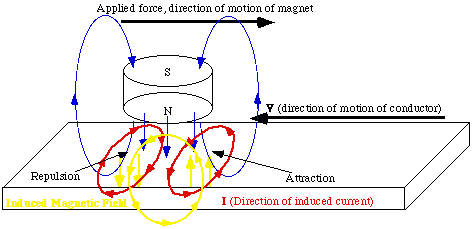 Applied force, direction of motion of magnet
S
N
V (direction of motion of conductor)
Repulsion
Attraction
Induced Magnetic Field
I (Direction of induced current)